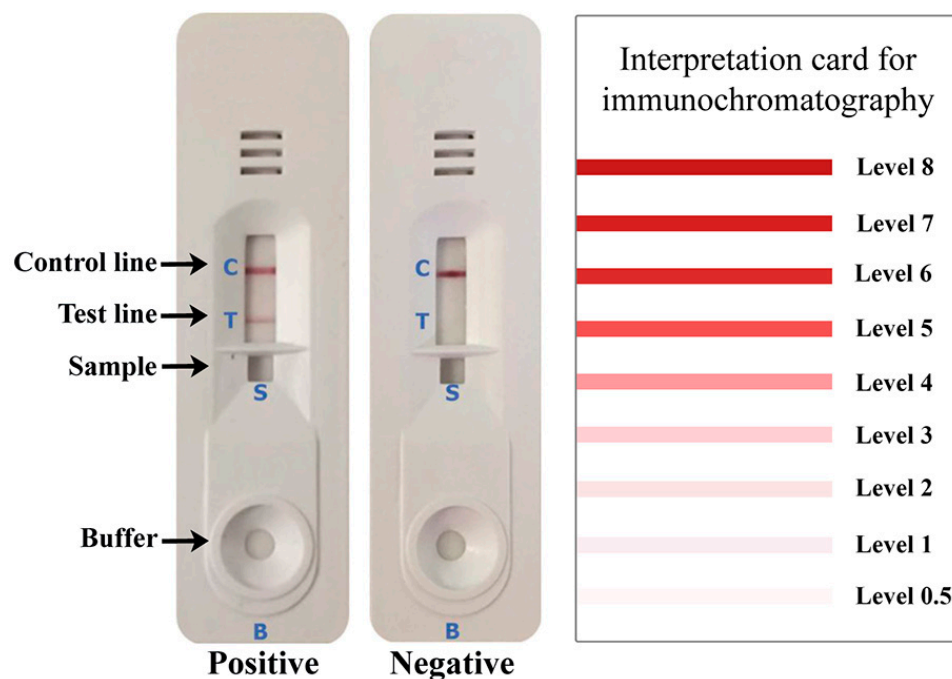 Control line
Test line
Sample
Buffer
C
T
S
B
Positive
C
T
S
B
Negative
Interpretation card for
immunochromatography
Level 8
Level 7
Level 6
Level 5
Level 4
Level 3
Level 2
Level 1
Level 0.5